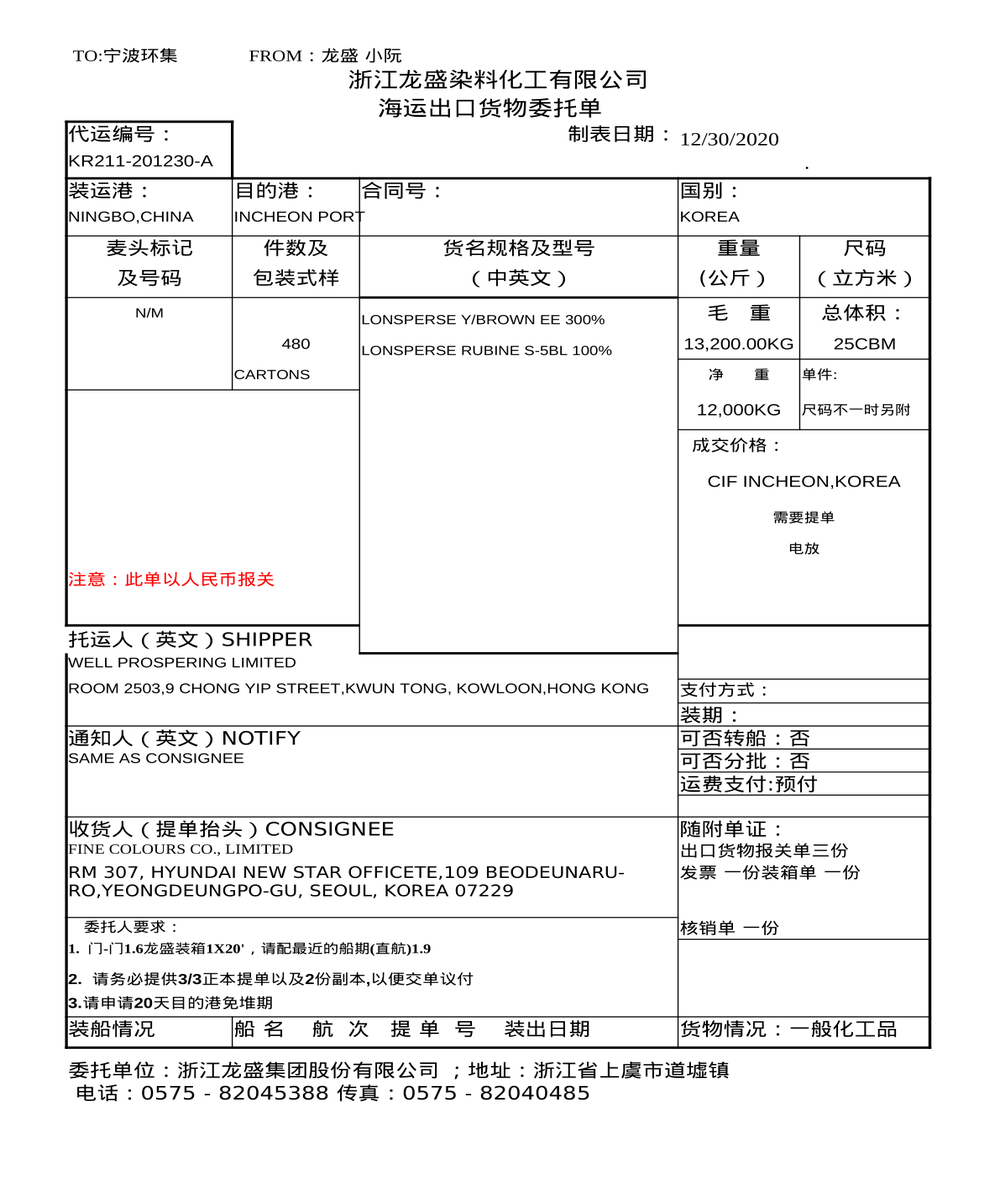 TO:宁波环集 FROM：龙盛 小阮
浙江龙盛染料化工有限公司
海运出口货物委托单
代运编号：
制表日期： 12/30/2020
KR211-201230-A
.
装运港： 目的港： 合同号： 国别：
NINGBO,CHINA INCHEON PORT KOREA
麦头标记 件数及 货名规格及型号 重量 尺码
及号码 包装式样 （中英文） （公斤） （立方米）
N/M LONSPERSE Y/BROWN EE 300% 毛 重 总体积：
480 LONSPERSE RUBINE S-5BL 100% 13,200.00KG 25CBM
CARTONS 净 重 单件:
12,000KG 尺码不一时另附
成交价格：
CIF INCHEON,KOREA
需要提单
电放
注意：此单以人民币报关
托运人（英文）SHIPPER
WELL PROSPERING LIMITED
ROOM 2503,9 CHONG YIP STREET,KWUN TONG, KOWLOON,HONG KONG 支付方式：
装期：
通知人（英文）NOTIFY 可否转船：否
SAME AS CONSIGNEE 可否分批：否
运费支付:预付
收货人（提单抬头）CONSIGNEE 随附单证：
FINE COLOURS CO., LIMITED 出口货物报关单三份
RM 307, HYUNDAI NEW STAR OFFICETE,109 BEODEUNARU- 发票 一份装箱单 一份
RO,YEONGDEUNGPO-GU, SEOUL, KOREA 07229
委托人要求： 核销单 一份
1. 门-门1.6龙盛装箱1X20'，请配最近的船期(直航)1.9
2. 请务必提供3/3正本提单以及2份副本,以便交单议付
3.请申请20天目的港免堆期
装船情况 船 名 航 次 提 单 号 装出日期 货物情况：一般化工品
委托单位：浙江龙盛集团股份有限公司 ；地址：浙江省上虞市道墟镇
电话：0575 - 82045388 传真：0575 - 82040485